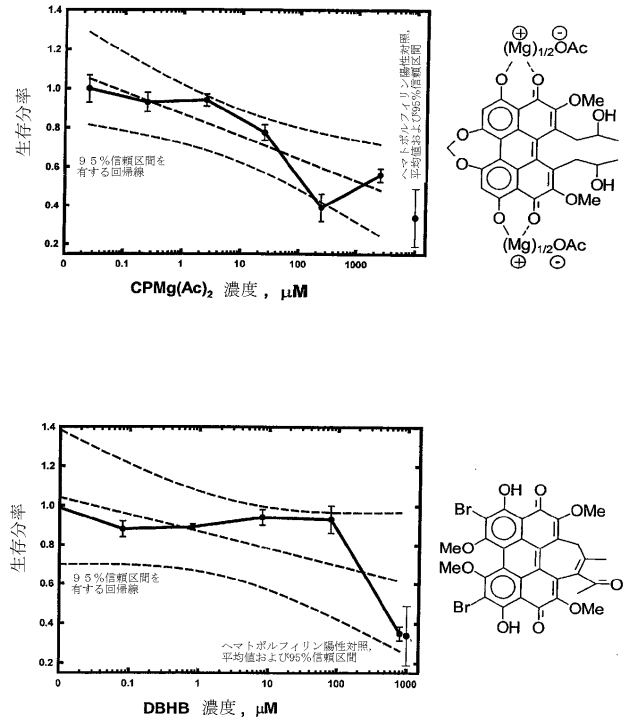 1.4
1.2
1.0
0.8
0.6
0.4
0.2
生存分率
９５%信頼区間を
有する回帰線
ヘマトポルフィリン陽性対照,
平均値および95%信頼区間
0
0.1
1
10
100
1000
CPMg(Ac)₂ 濃度, μM
⊕ ⊖
(Mg)₁/₂OAc
O O
OMe
OH
O
O
OH
OMe
O O
(Mg)₁/₂OAc
⊕ ⊖
1.4
1.2
1.0
0.8
0.6
0.4
0.2
生存分率
９５%信頼区間を
有する回帰線
ヘマトポルフィリン陽性対照,
平均値および95%信頼区間
0
0.1
1
10
100
1000
DBHB 濃度, μM
OH O
Br OMe
MeO
MeO
O
Br OMe
OH O